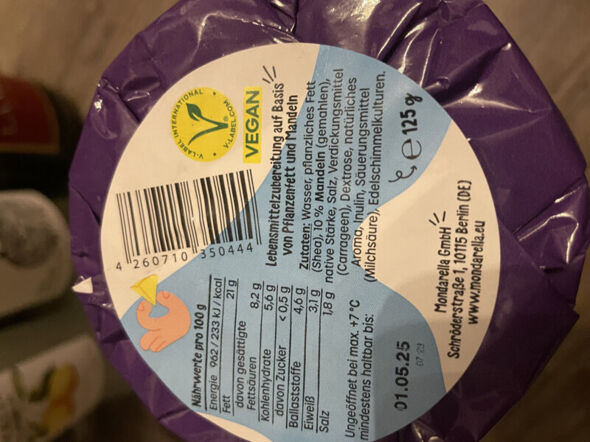 V-LABEL INTERNATIONAL
V-LABEL.COM
VEGAN
4 260710 350444
Lebensmittelzubereitung auf Basis
von Pflanzenfett und Mandeln
Zutaten: Wasser, pflanzliches Fett
(Shea), 10 % Mandeln (gemahlen),
native Stärke, Salz, Verdickungsmittel
(Carrageen), Dextrose, natürliches
Aroma, Inulin, Säuerungsmittel
(Milchsäure), Edelschimmelkulturen.
℮ 125 g
Nährwerte pro 100 g
Energie 962 / 233 kJ / kcal
Fett 21 g
davon gesättigte
Fettsäuren 8,2 g
Kohlenhydrate 5,6 g
davon Zucker < 0,5 g
Ballaststoffe 4,6 g
Eiweiß 3,1 g
Salz 1,8 g
Ungeöffnet bei max. +7°C
mindestens haltbar bis:
01.05.25
Mondarella GmbH
Schröderstraße 1, 10115 Berlin (DE)
www.mondarella.eu